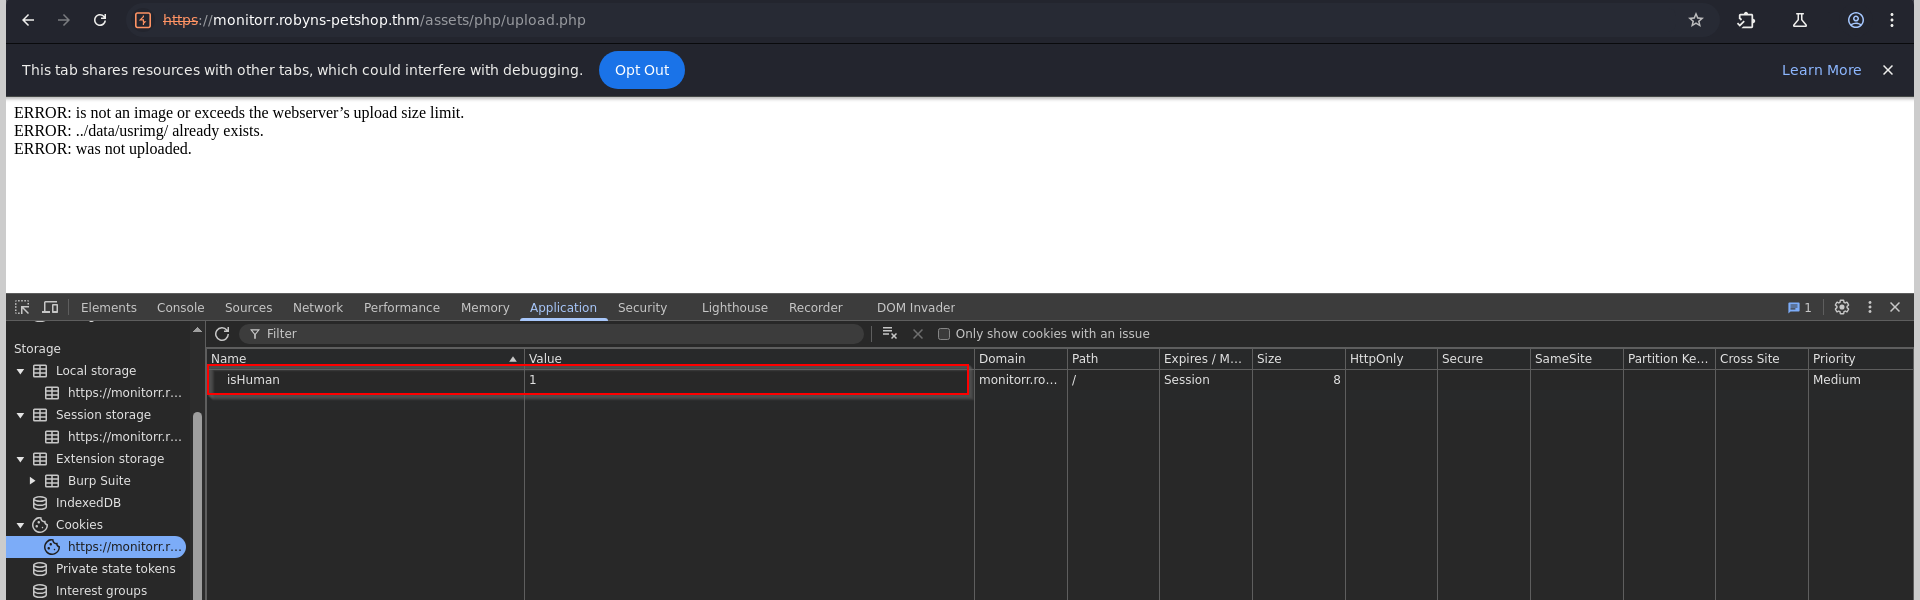 https://monitorr.robyns-petshop.thm/assets/php/upload.php
This tab shares resources with other tabs, which could interfere with debugging. Opt Out Learn More
ERROR: is not an image or exceeds the webserver’s upload size limit.
ERROR: ../data/usrimg/ already exists.
ERROR: was not uploaded.
Elements Console Sources Network Performance Memory Application Security Lighthouse Recorder DOM Invader 1
Filter Only show cookies with an issue
Storage
Local storage
https://monitorr.r...
Session storage
https://monitorr.r...
Extension storage
Burp Suite
IndexedDB
Cookies
https://monitorr.r...
Private state tokens
Interest groups
Name Value Domain Path Expires / M... Size HttpOnly Secure SameSite Partition Ke... Cross Site Priority
isHuman 1 monitorr.ro... / Session 8 Medium